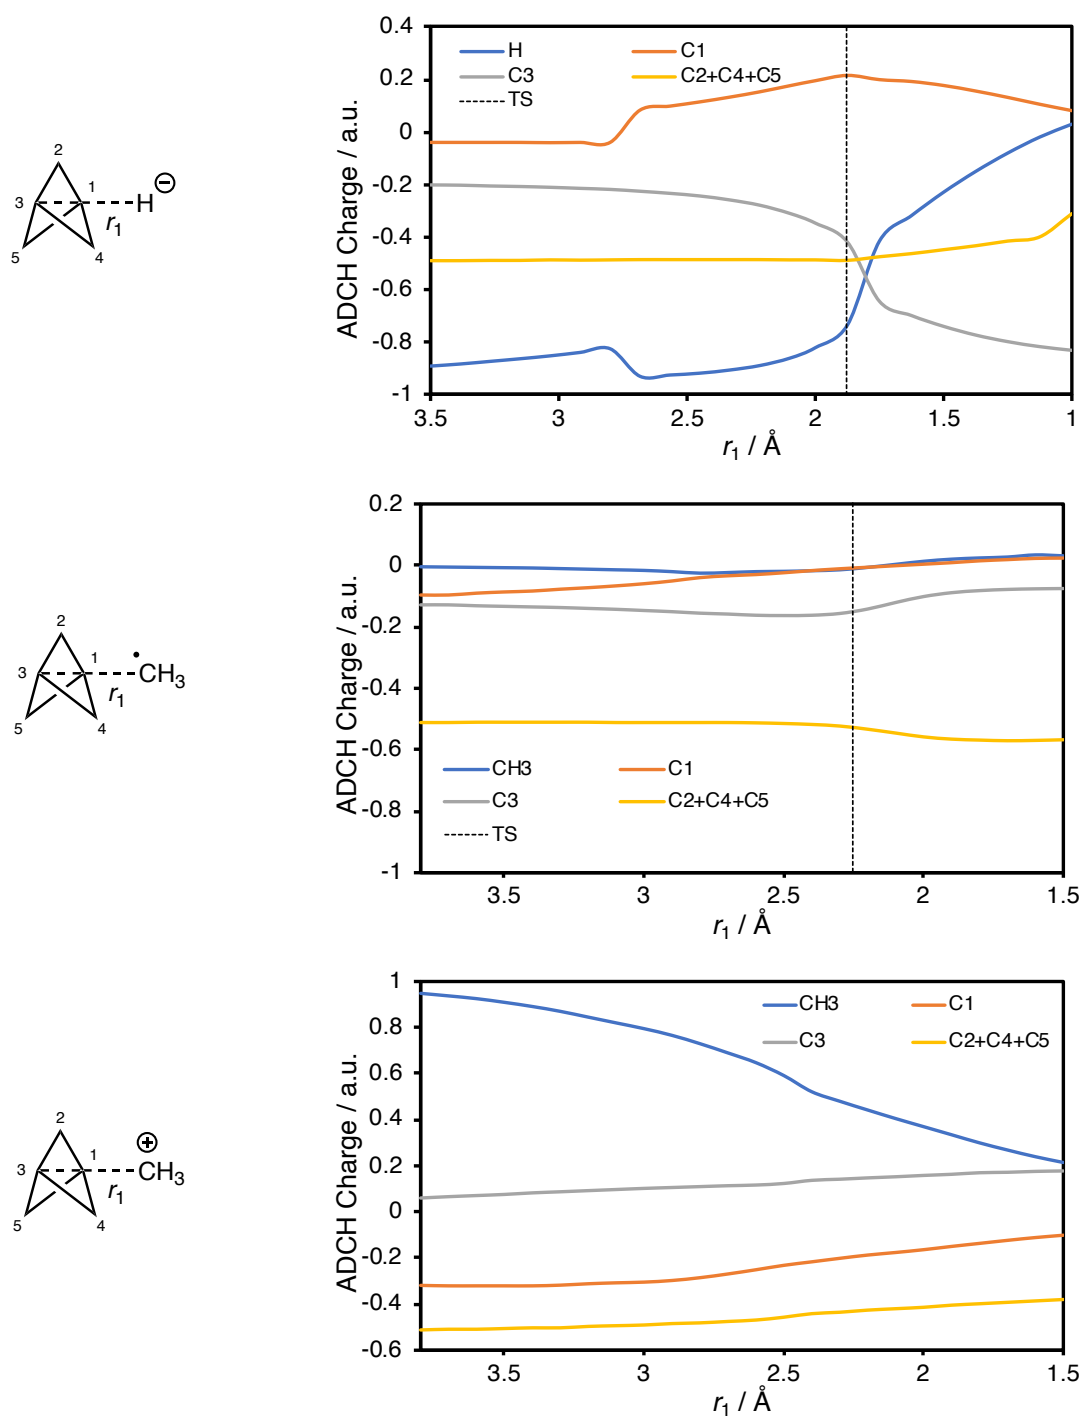 H C1
C3 C2+C4+C5
TS
0.4
0.2
0
-0.2
-0.4
-0.6
-0.8
-1
ADCH Charge / a.u.
3.5 3 2.5 2 1.5 1
r1 / Å
2
3 1 H ⊖
r1
5 4
0.2
0
-0.2
-0.4
-0.6
-0.8
-1
ADCH Charge / a.u.
CH3 C1
C3 C2+C4+C5
TS
3.5 3 2.5 2 1.5
r1 / Å
2
3 1 •CH3
r1
5 4
1
0.8
0.6
0.4
0.2
0
-0.2
-0.4
-0.6
ADCH Charge / a.u.
CH3 C1
C3 C2+C4+C5
3.5 3 2.5 2 1.5
r1 / Å
2
3 1 CH3 ⊕
r1
5 4